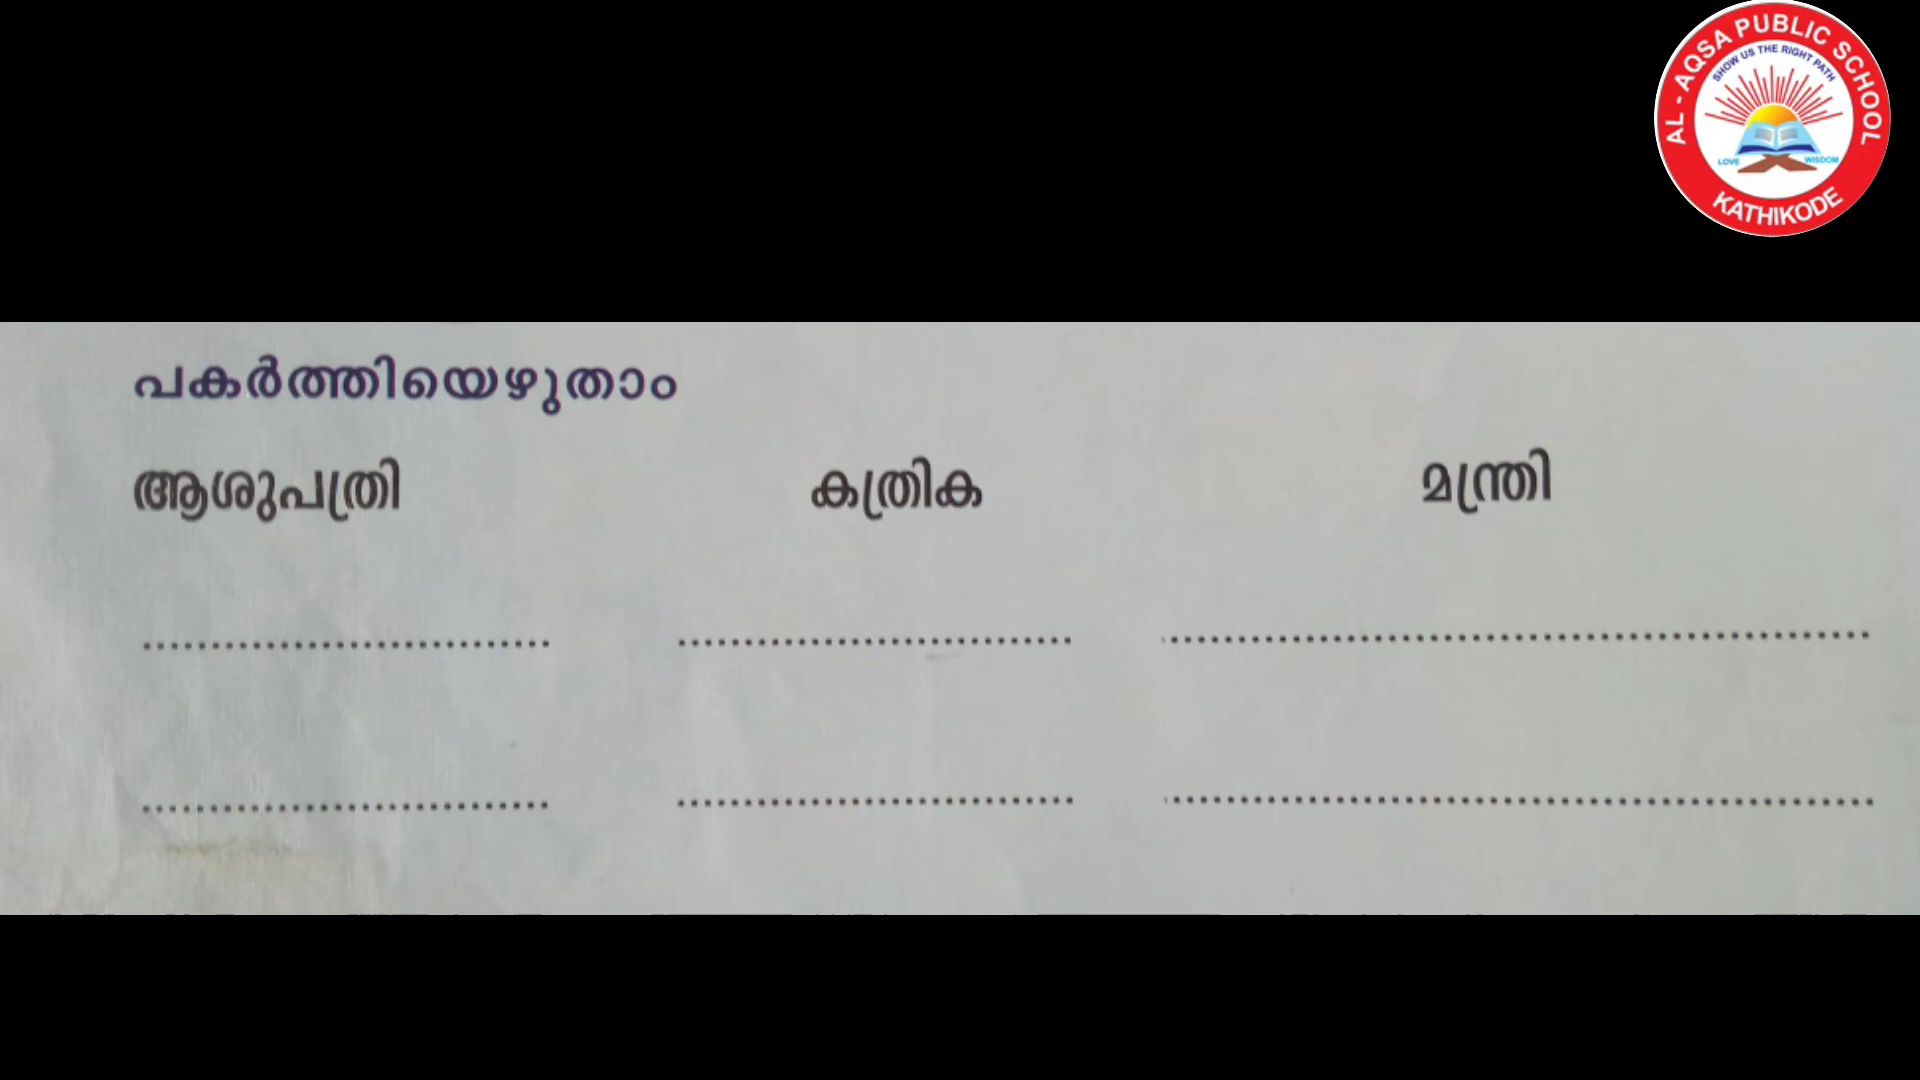 AL - AQSA PUBLIC SCHOOL
SHOW US THE RIGHT PATH
LOVE WISDOM
KATHIKODE
പകർത്തിയെഴുതാം
ആശുപത്രി കത്രിക മന്ത്രി